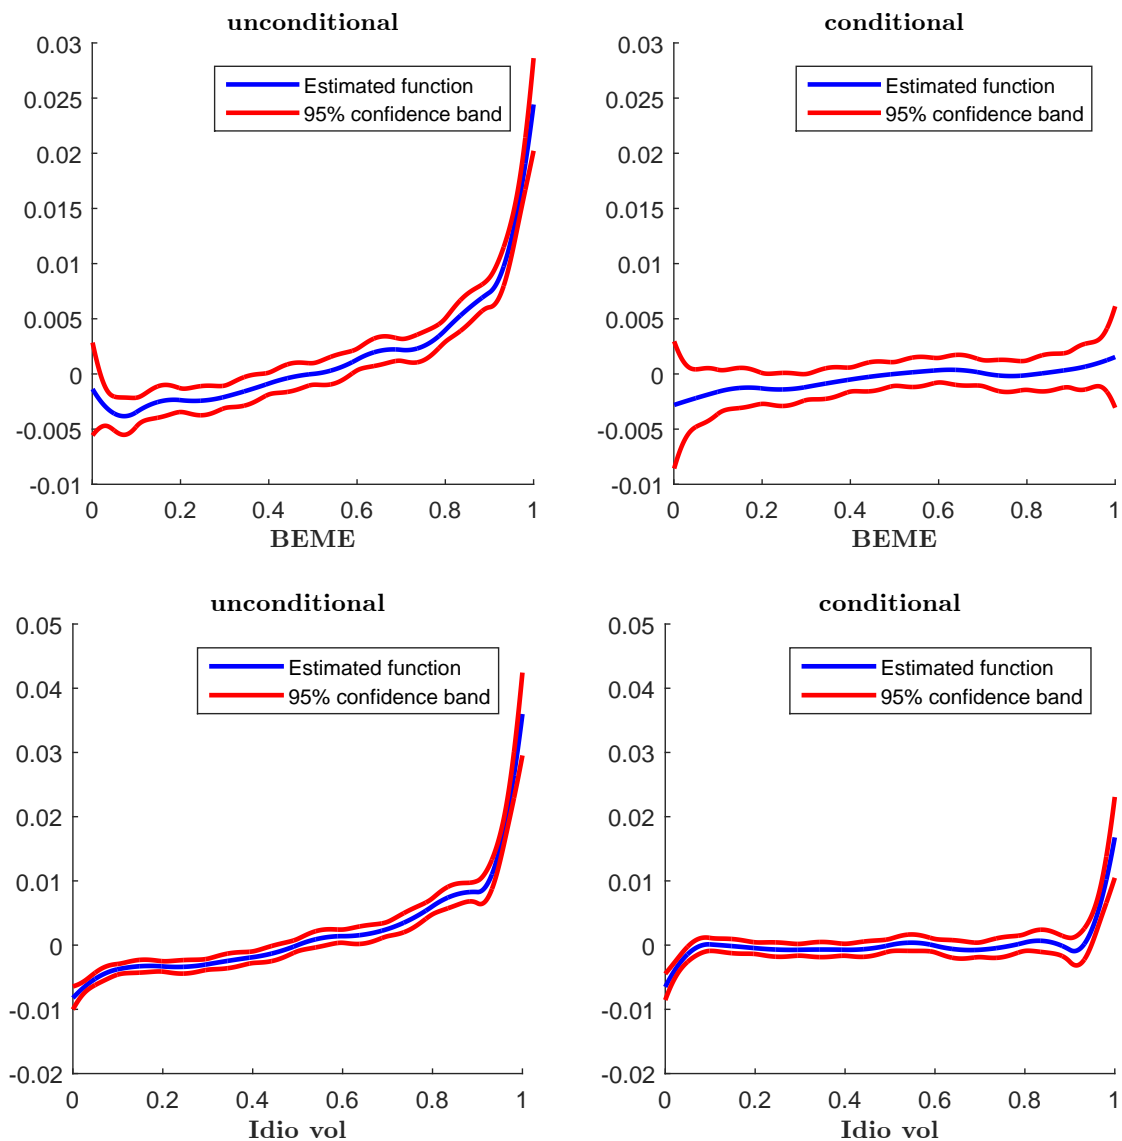 unconditional
0.03
0.025
0.02
0.015
0.01
0.005
0
-0.005
-0.01
Estimated function
95% confidence band
0 0.2 0.4 0.6 0.8 1
BEME
conditional
0.03
0.025
0.02
0.015
0.01
0.005
0
-0.005
-0.01
Estimated function
95% confidence band
0 0.2 0.4 0.6 0.8 1
BEME
unconditional
0.05
0.04
0.03
0.02
0.01
0
-0.01
-0.02
Estimated function
95% confidence band
0 0.2 0.4 0.6 0.8 1
Idio vol
conditional
0.05
0.04
0.03
0.02
0.01
0
-0.01
-0.02
Estimated function
95% confidence band
0 0.2 0.4 0.6 0.8 1
Idio vol